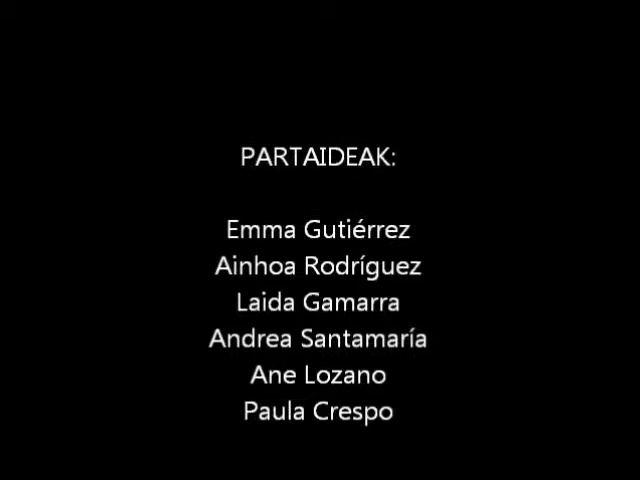 PARTAIDEAK:
Emma Gutiérrez
Ainhoa Rodríguez
Laida Gamarra
Andrea Santamaría
Ane Lozano
Paula Crespo